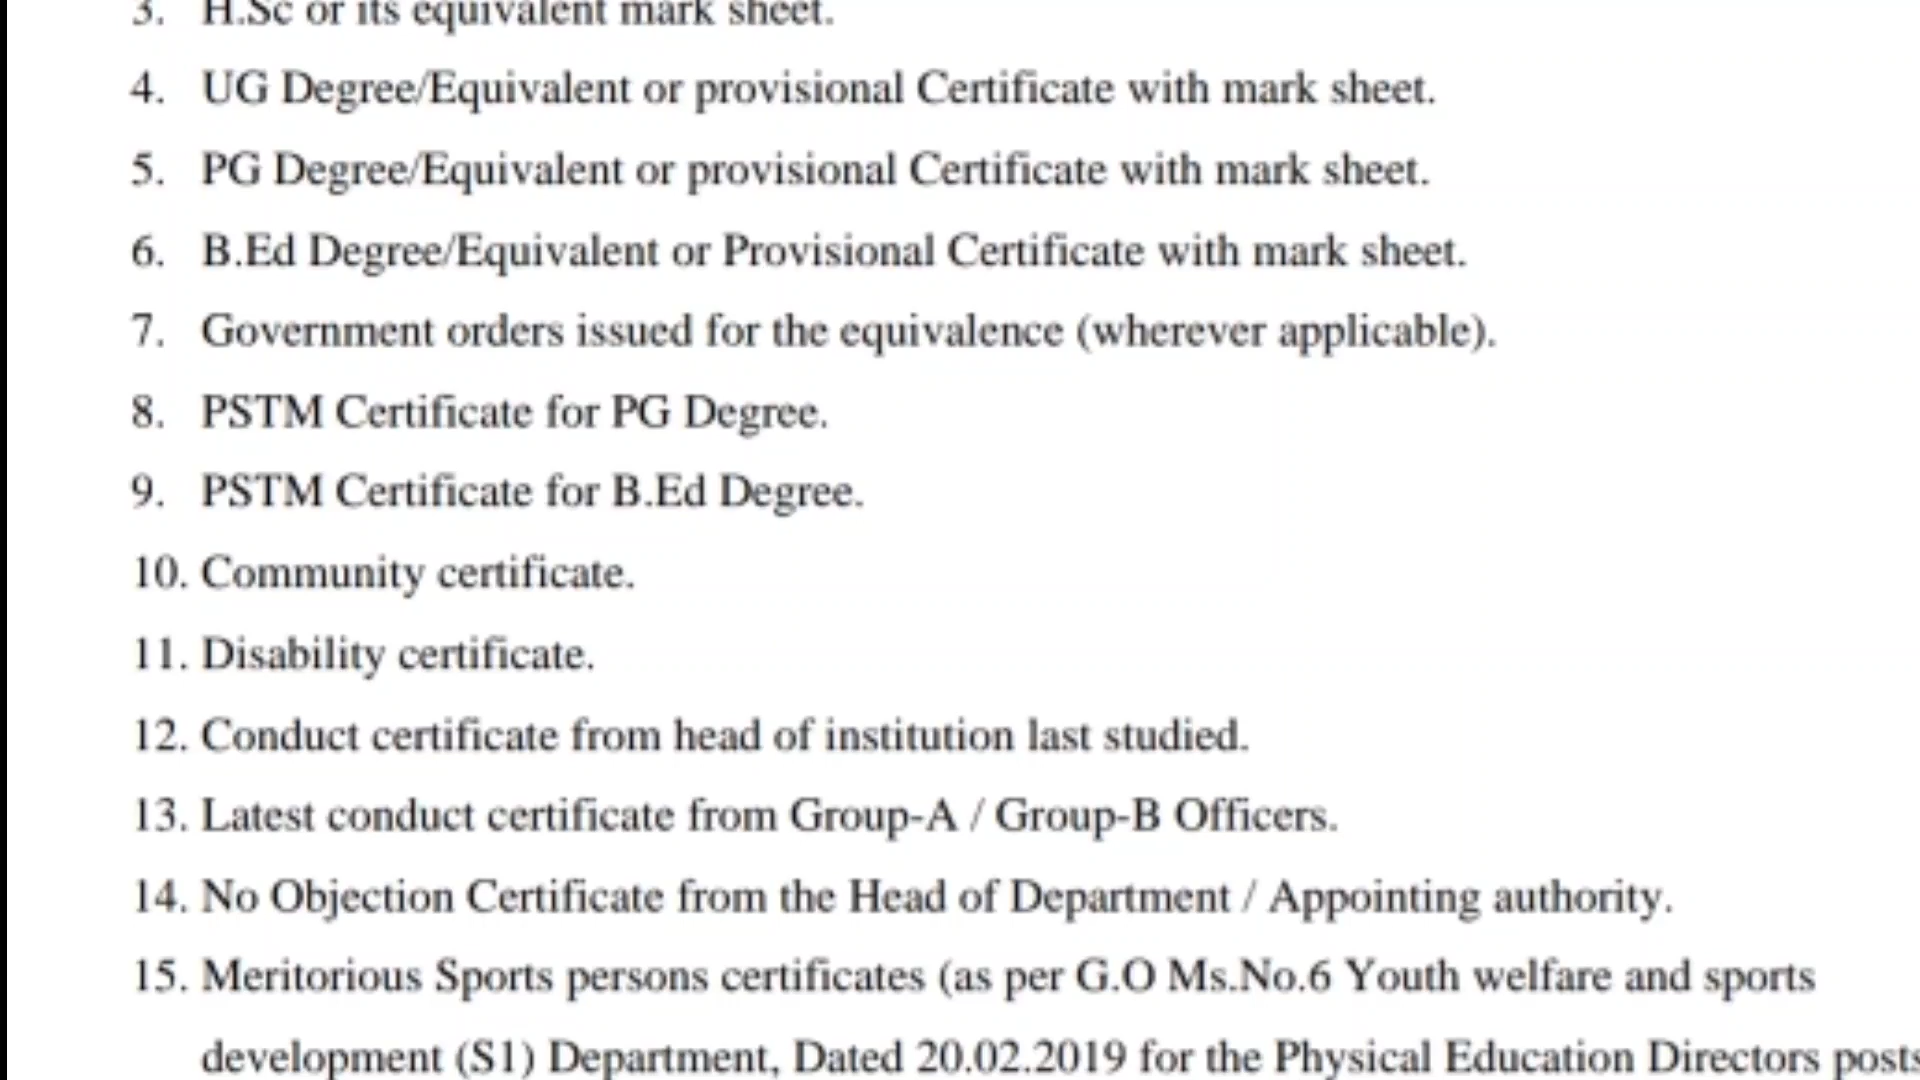 3. H.Sc or its equivalent mark sheet.
4. UG Degree/Equivalent or provisional Certificate with mark sheet.
5. PG Degree/Equivalent or provisional Certificate with mark sheet.
6. B.Ed Degree/Equivalent or Provisional Certificate with mark sheet.
7. Government orders issued for the equivalence (wherever applicable).
8. PSTM Certificate for PG Degree.
9. PSTM Certificate for B.Ed Degree.
10. Community certificate.
11. Disability certificate.
12. Conduct certificate from head of institution last studied.
13. Latest conduct certificate from Group-A / Group-B Officers.
14. No Objection Certificate from the Head of Department / Appointing authority.
15. Meritorious Sports persons certificates (as per G.O Ms.No.6 Youth welfare and sports
development (S1) Department, Dated 20.02.2019 for the Physical Education Directors posts